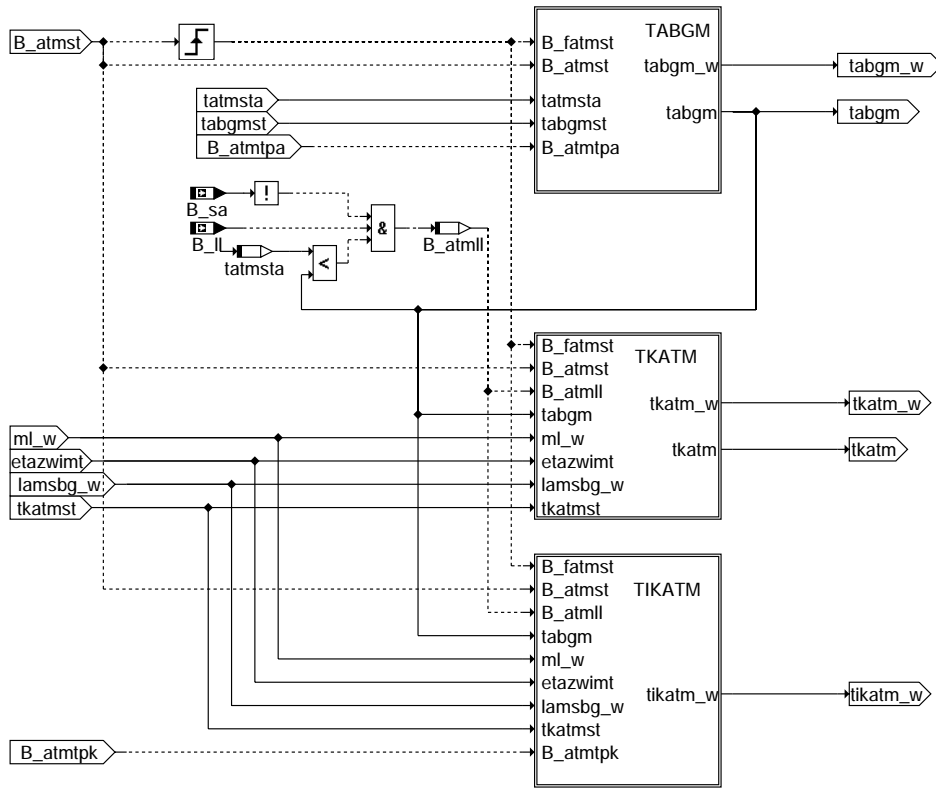 TABGM
B_atmst
B_fatmst
B_atmst
tabgm_w
tabgm_w
tatmsta
tatmsta
tabgm
tabgm
tabgmst
tabgmst
B_atmtpa
B_atmtpa
!
B_sa
&
B_ll
B_atmll
<
tatmsta
B_fatmst
TKATM
B_atmst
B_atmll
tkatm_w
tkatm_w
tabgm
ml_w
ml_w
tkatm
tkatm
etazwimt
etazwimt
lamsbg_w
lamsbg_w
tkatmst
tkatmst
B_fatmst
B_atmst
TIKATM
B_atmll
tabgm
ml_w
etazwimt
tikatm_w
tikatm_w
lamsbg_w
tkatmst
B_atmtpk
B_atmtpk